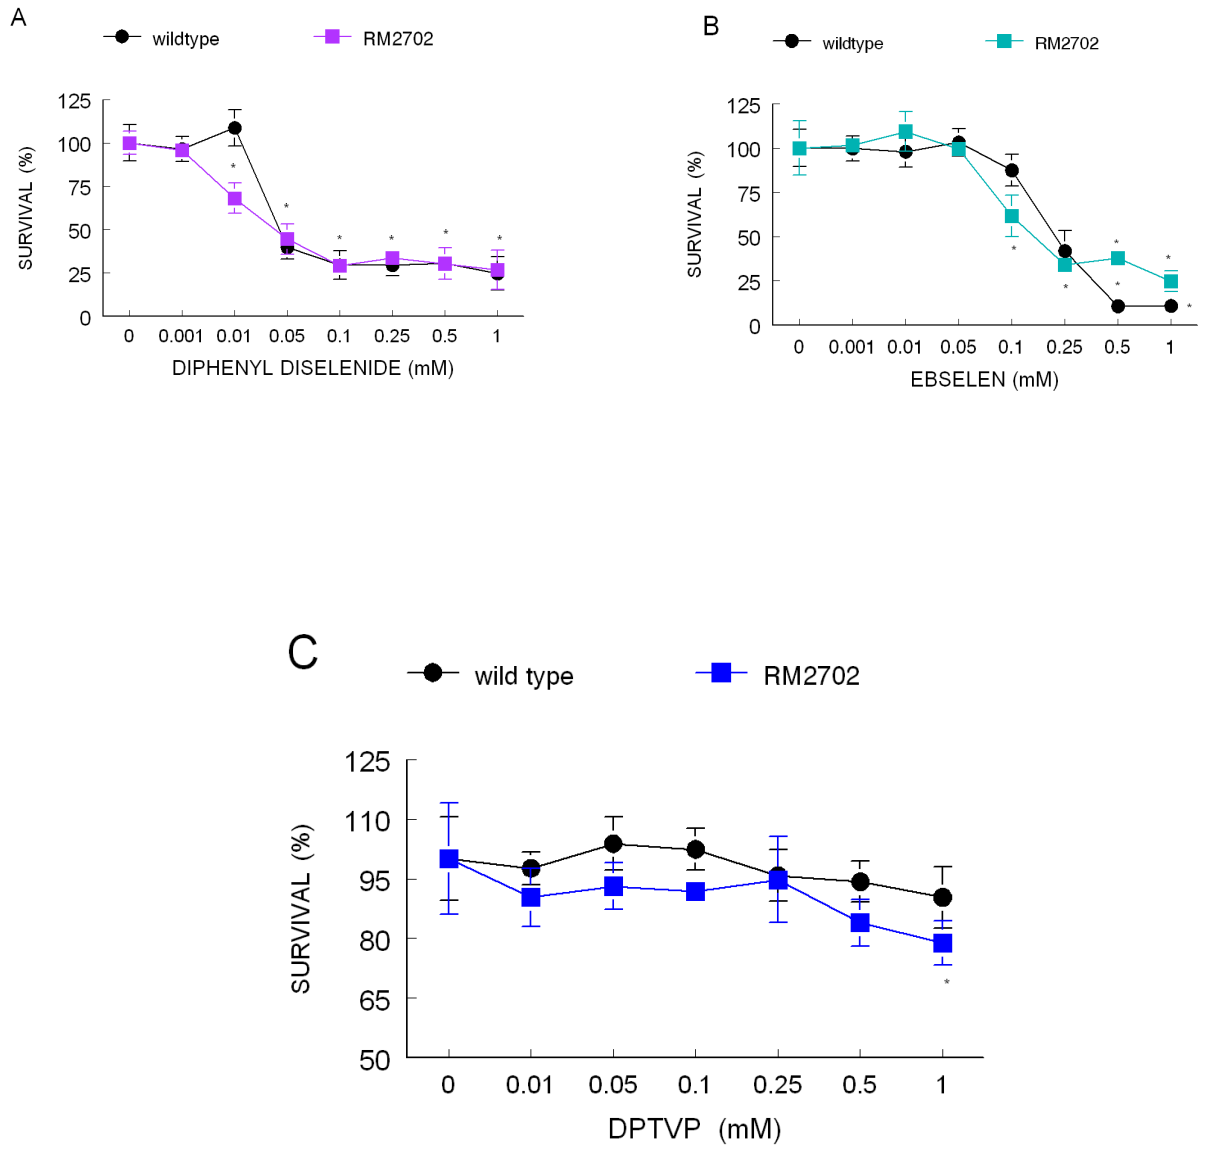 A
wildtype
RM2702
125
100
75
50
25
0
SURVIVAL (%)
*
*
*
*
*
*
0 0.001 0.01 0.05 0.1 0.25 0.5 1
DIPHENYL DISELENIDE (mM)
B
wildtype
RM2702
125
100
75
50
25
0
SURVIVAL (%)
*
*
*
*
*
*
0 0.001 0.01 0.05 0.1 0.25 0.5 1
EBSELEN (mM)
C
wild type
RM2702
125
110
95
80
65
50
SURVIVAL (%)
*
0 0.01 0.05 0.1 0.25 0.5 1
DPTVP (mM)